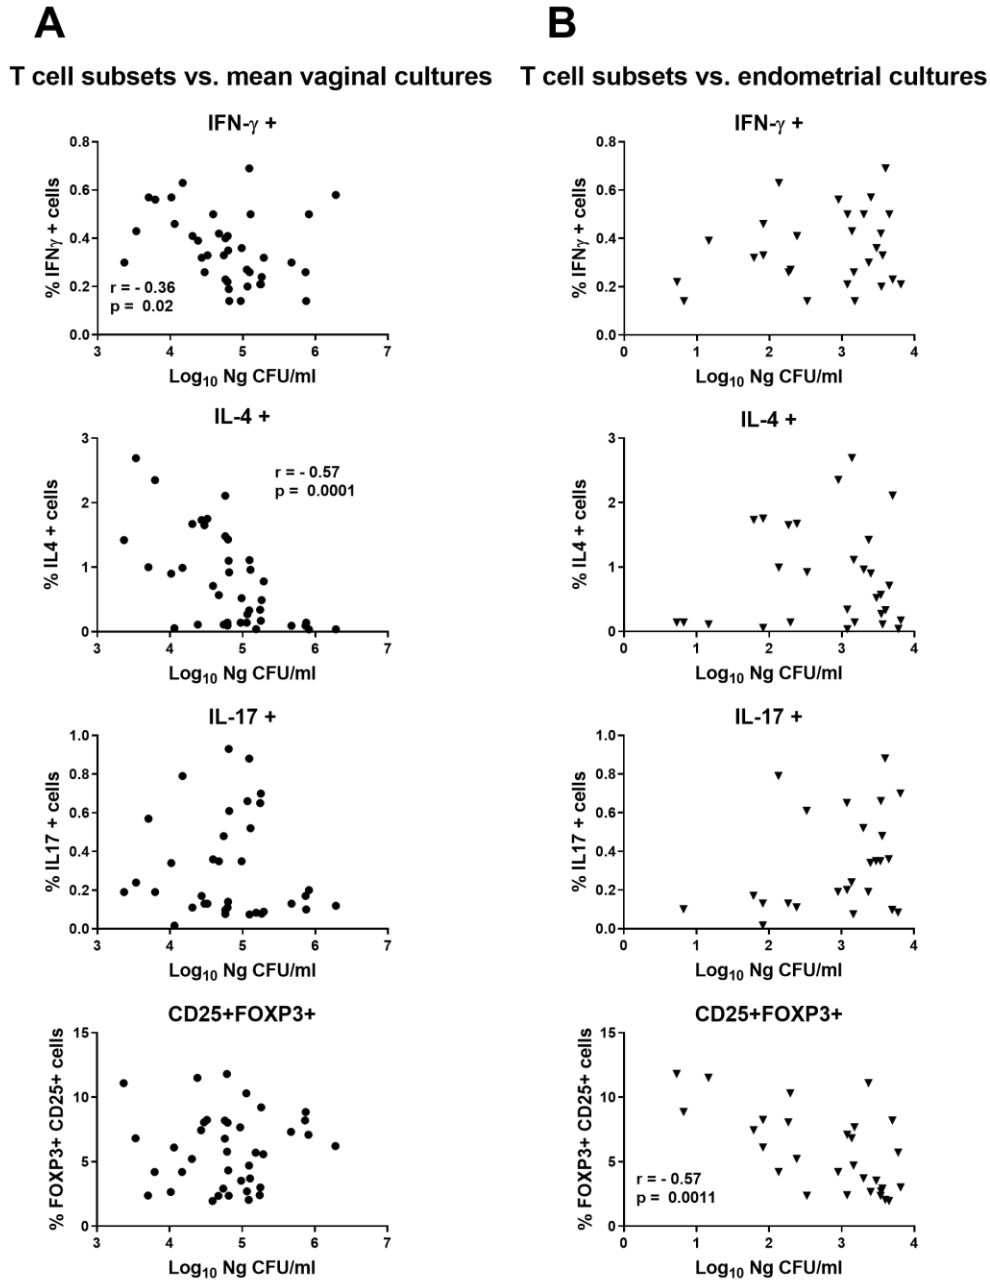 A
B
T cell subsets vs. mean vaginal cultures
T cell subsets vs. endometrial cultures
IFN-γ +
% IFNγ + cells
0.8
0.6
0.4
0.2
0.0
r = - 0.36
p = 0.02
3 4 5 6 7
Log10 Ng CFU/ml
IFN-γ +
% IFNγ + cells
0.8
0.6
0.4
0.2
0.0
0 1 2 3 4
Log10 Ng CFU/ml
IL-4 +
% IL4 + cells
3
2
1
0
r = - 0.57
p = 0.0001
3 4 5 6 7
Log10 Ng CFU/ml
IL-4 +
% IL4 + cells
3
2
1
0
0 1 2 3 4
Log10 Ng CFU/ml
IL-17 +
% IL17 + cells
1.0
0.8
0.6
0.4
0.2
0.0
3 4 5 6 7
Log10 Ng CFU/ml
IL-17 +
% IL17 + cells
1.0
0.8
0.6
0.4
0.2
0.0
0 1 2 3 4
Log10 Ng CFU/ml
CD25+FOXP3+
% FOXP3+ CD25+ cells
15
10
5
0
3 4 5 6 7
Log10 Ng CFU/ml
CD25+FOXP3+
% FOXP3+ CD25+ cells
15
10
5
0
r = - 0.57
p = 0.0011
0 1 2 3 4
Log10 Ng CFU/ml